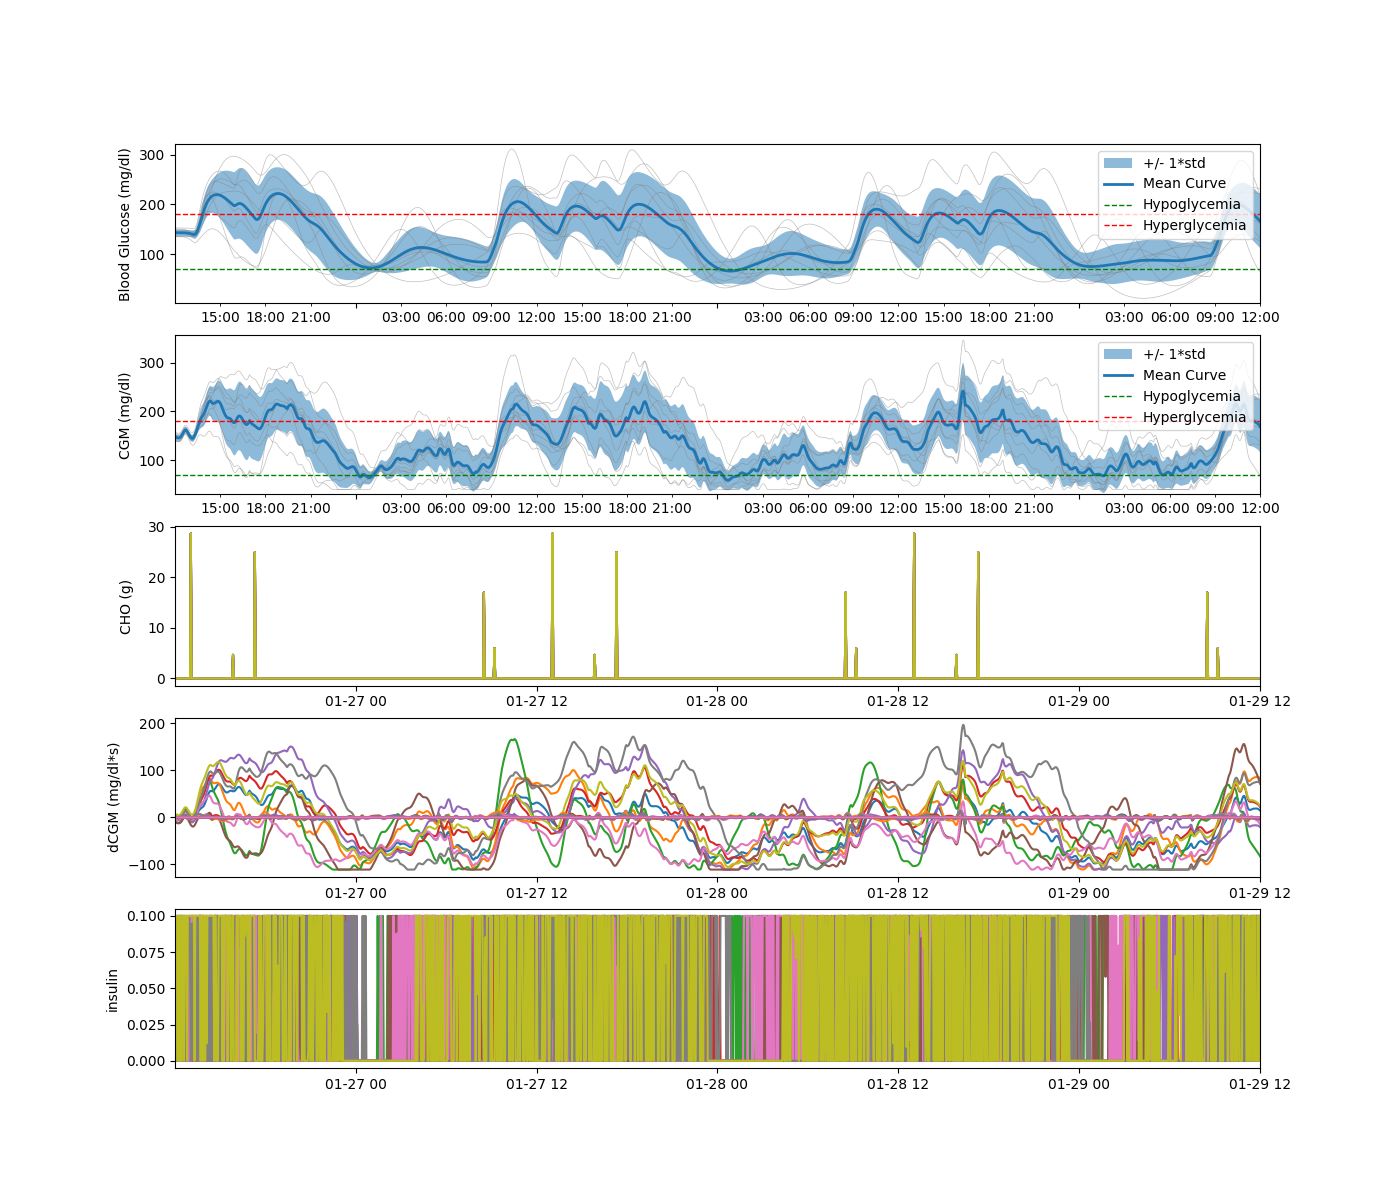 Blood Glucose (mg/dl)
300
200
100
+/- 1*std
Mean Curve
Hypoglycemia
Hyperglycemia
15:00 18:00 21:00 03:00 06:00 09:00 12:00 15:00 18:00 21:00 03:00 06:00 09:00 12:00 15:00 18:00 21:00 03:00 06:00 09:00 12:00
CGM (mg/dl)
300
200
100
+/- 1*std
Mean Curve
Hypoglycemia
Hyperglycemia
15:00 18:00 21:00 03:00 06:00 09:00 12:00 15:00 18:00 21:00 03:00 06:00 09:00 12:00 15:00 18:00 21:00 03:00 06:00 09:00 12:00
CHO (g)
30
20
10
0
01-27 00 01-27 12 01-28 00 01-28 12 01-29 00 01-29 12
dCGM (mg/dl*s)
200
100
0
−100
01-27 00 01-27 12 01-28 00 01-28 12 01-29 00 01-29 12
insulin
0.100
0.075
0.050
0.025
0.000
01-27 00 01-27 12 01-28 00 01-28 12 01-29 00 01-29 12